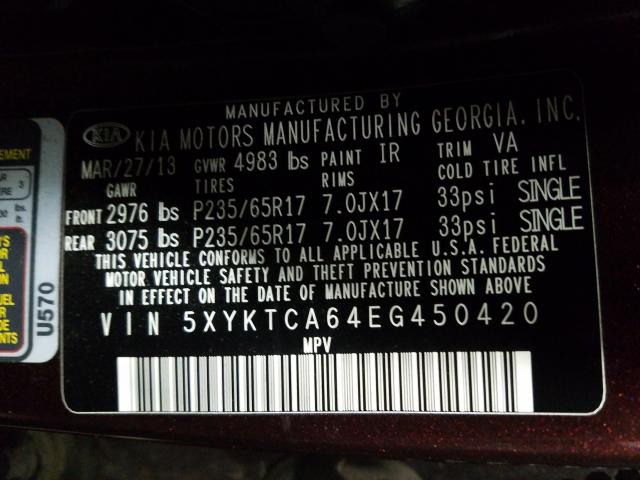 MANUFACTURED BY
KIA KIA MOTORS MANUFACTURING GEORGIA, INC.
MAR/27/13 GVWR 4983 lbs PAINT IR TRIM VA
GAWR TIRES RIMS COLD TIRE INFL
FRONT 2976 lbs P235/65R17 7.0JX17 33psi SINGLE
REAR 3075 lbs P235/65R17 7.0JX17 33psi SINGLE
THIS VEHICLE CONFORMS TO ALL APPLICABLE U.S.A. FEDERAL
MOTOR VEHICLE SAFETY AND THEFT PREVENTION STANDARDS
IN EFFECT ON THE DATE OF MANUFACTURE SHOWN ABOVE
VIN 5XYKTCA64EG450420
MPV
U570